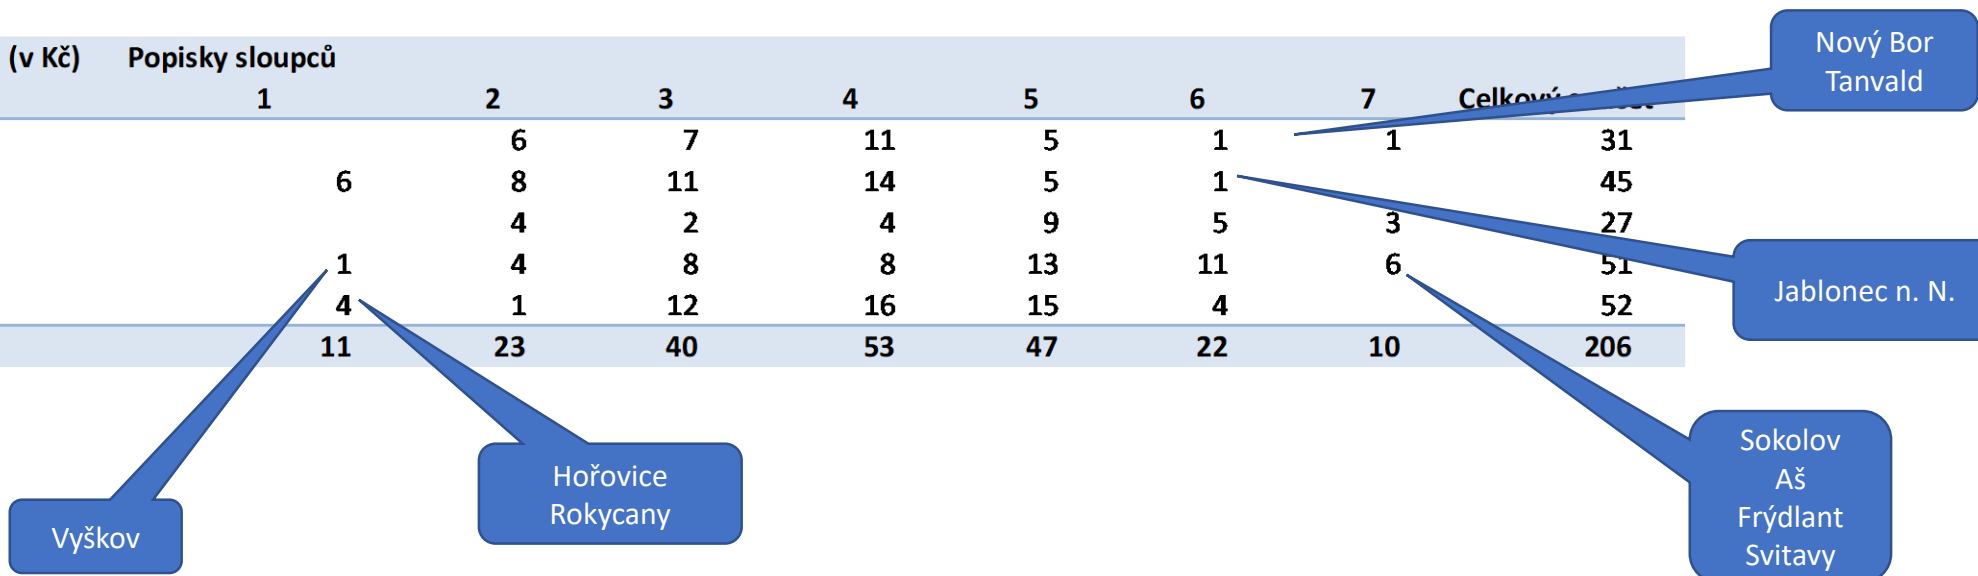 (v Kč) Popisky sloupců
1 2 3 4 5 6 7 Celkový
6 7 11 5 1 1 31
6 8 11 14 5 1 45
4 2 4 9 5 3 27
1 4 8 8 13 11 6 51
4 1 12 16 15 4 52
11 23 40 53 47 22 10 206
Nový Bor
Tanvald
Jablonec n. N.
Hořovice
Rokycany
Vyškov
Sokolov
Aš
Frýdlant
Svitavy